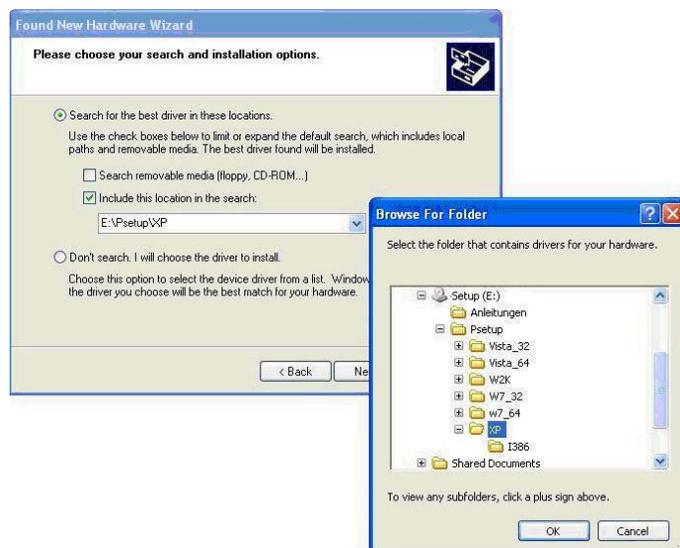 Found New Hardware Wizard
Please choose your search and installation options.
Search for the best driver in these locations.
Use the check boxes below to limit or expand the default search, which includes local
paths and removable media. The best driver found will be installed.
Search removable media (floppy, CD-ROM...)
Include this location in the search:
E:\Psetup\XP
Don't search. I will choose the driver to install.
Choose this option to select the device driver from a list. Window
the driver you choose will be the best match for your hardware.
< Back
Ne
Browse For Folder
Select the folder that contains drivers for your hardware.
Setup (E:)
Anleitungen
Psetup
Vista_32
Vista_64
W2K
W7_32
w7_64
XP
I386
Shared Documents
To view any subfolders, click a plus sign above.
OK
Cancel